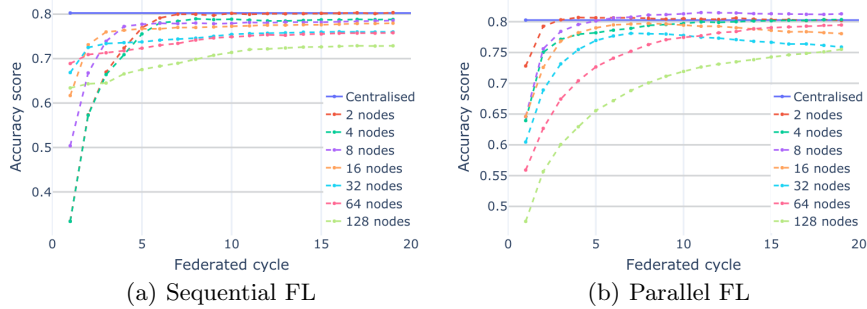 0.8
0.7
0.6
0.5
0.4
Accuracy score
0
5
10
15
20
Federated cycle
Centralised
2 nodes
4 nodes
8 nodes
16 nodes
32 nodes
64 nodes
128 nodes
(a) Sequential FL
0.8
0.75
0.7
0.65
0.6
0.55
0.5
Accuracy score
0
5
10
15
20
Federated cycle
Centralised
2 nodes
4 nodes
8 nodes
16 nodes
32 nodes
64 nodes
128 nodes
(b) Parallel FL